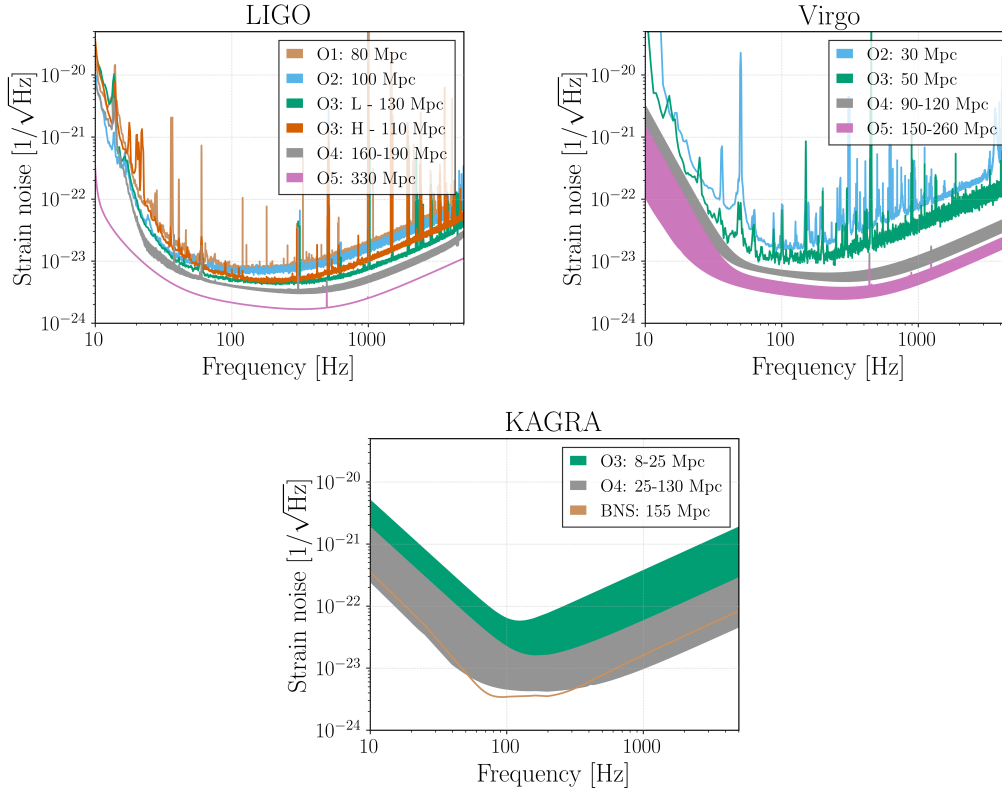 LIGO
Strain noise [1/√Hz]
10⁻²⁰
10⁻²¹
10⁻²²
10⁻²³
10⁻²⁴
O1: 80 Mpc
O2: 100 Mpc
O3: L - 130 Mpc
O3: H - 110 Mpc
O4: 160-190 Mpc
O5: 330 Mpc
10
100
1000
Frequency [Hz]
Virgo
Strain noise [1/√Hz]
10⁻²⁰
10⁻²¹
10⁻²²
10⁻²³
10⁻²⁴
O2: 30 Mpc
O3: 50 Mpc
O4: 90-120 Mpc
O5: 150-260 Mpc
10
100
1000
Frequency [Hz]
KAGRA
Strain noise [1/√Hz]
10⁻²⁰
10⁻²¹
10⁻²²
10⁻²³
10⁻²⁴
O3: 8-25 Mpc
O4: 25-130 Mpc
BNS: 155 Mpc
10
100
1000
Frequency [Hz]